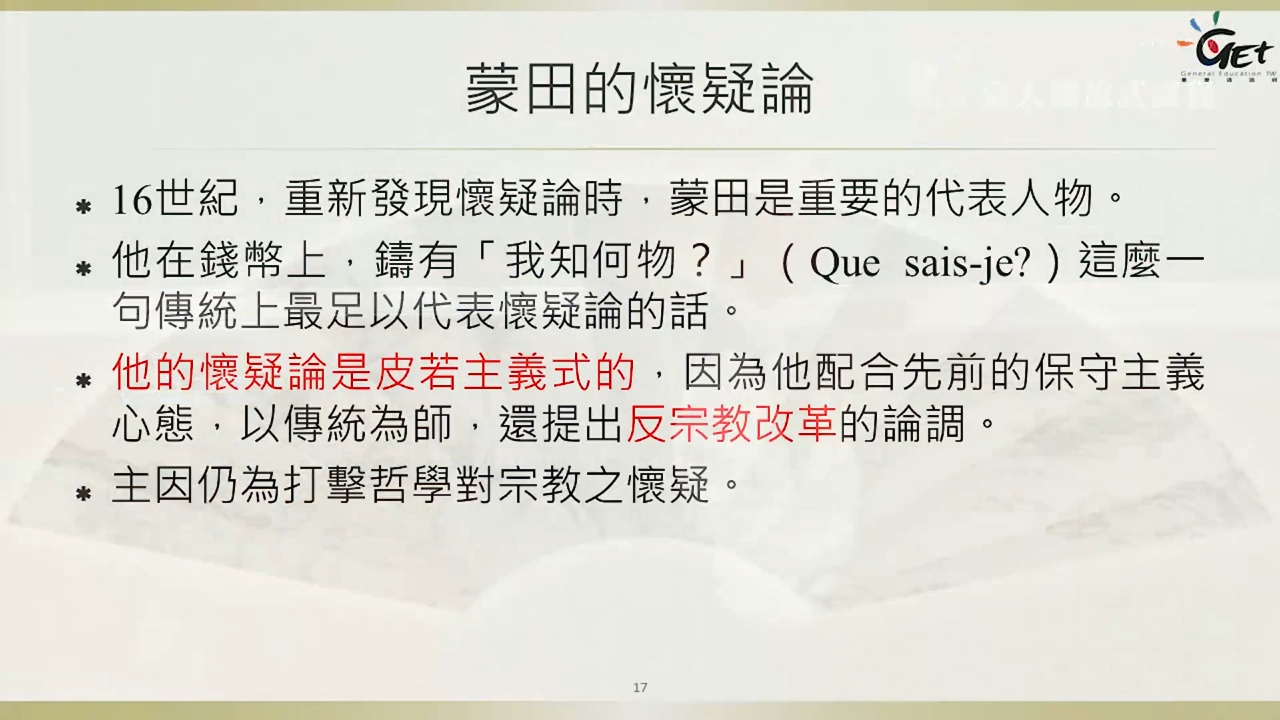 GEt
General Education TW
蒙田的懷疑論
* 16世紀，重新發現懷疑論時，蒙田是重要的代表人物。
* 他在錢幣上，鑄有「我知何物？」（Que sais-je?）這麼一
句傳統上最足以代表懷疑論的話。
* 他的懷疑論是皮若主義式的，因為他配合先前的保守主義
心態，以傳統為師，還提出反宗教改革的論調。
* 主因仍為打擊哲學對宗教之懷疑。
17